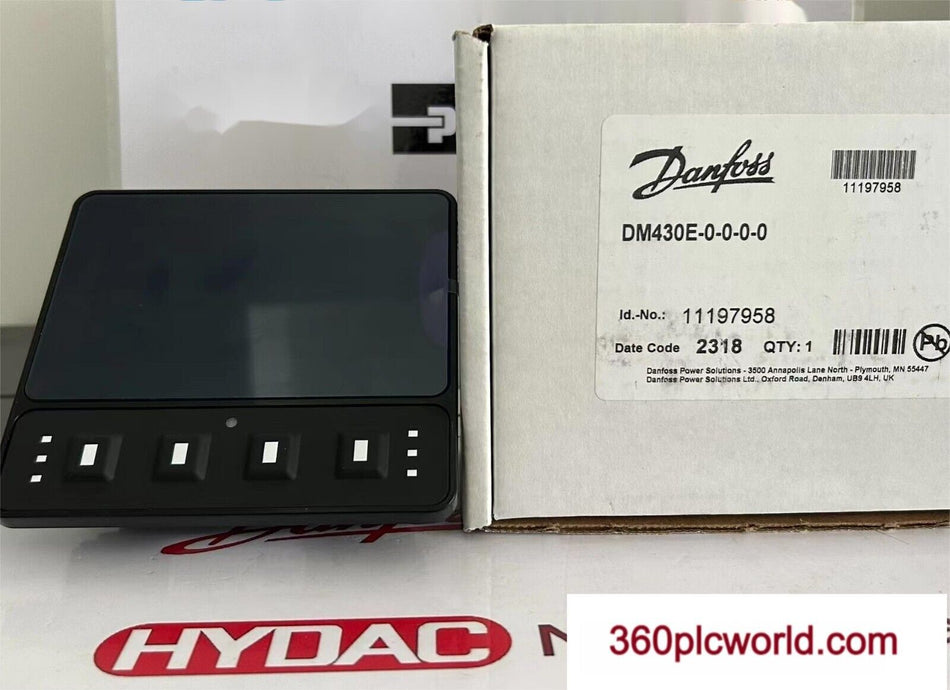 Danfoss
11197958
DM430E-0-0-0-0
Id.-No.: 11197958
Date Code 2318 QTY: 1
Pb
Danfoss Power Solutions - 3500 Annapolis Lane North - Plymouth, MN 55447
Danfoss Power Solutions Ltd., Oxford Road, Denham, UB9 4LH, UK
Danfoss
HYDAC
360plcworld.com